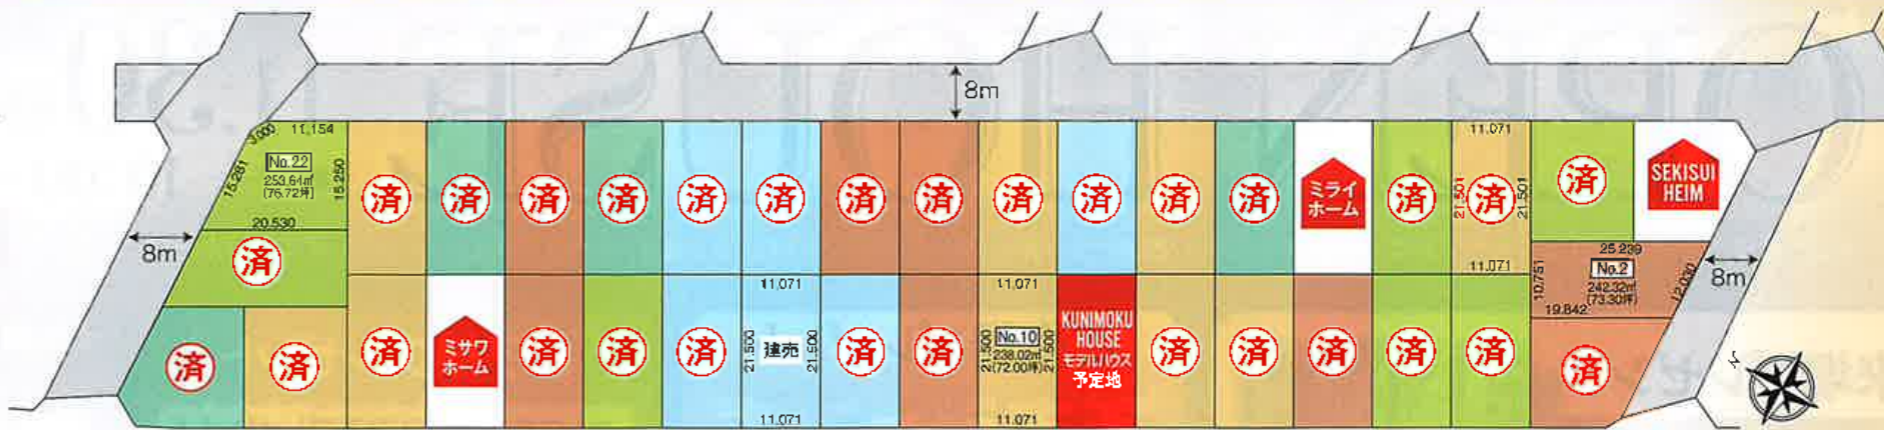 8m
3.000
11.154
No.22
253.64㎡
(76.72坪)
15.281
15.250
20.530
済
済
済
済
済
済
済
済
済
済
済
済
済
ミライ
ホーム
済
11.071
21.501
済
21.501
11.071
済
SEKISUI
HEIM
済
8m
25.239
No.2
242.32㎡
(73.30坪)
10.751
12.030
19.842
8m
済
済
済
ミサワ
ホーム
済
済
済
11.071
21.500
建売
21.500
11.071
済
済
11.071
21.500
No.10
238.02㎡
(72.00坪)
21.500
11.071
KUNIMOKU
HOUSE
モデルハウス
予定地
済
済
済
済
済
済